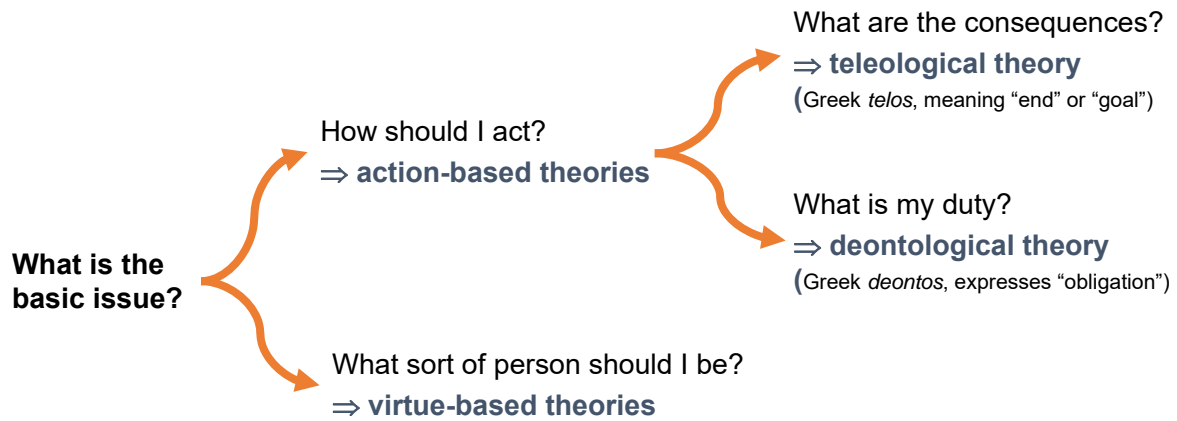 What is the
basic issue?
How should I act?
⇒ action-based theories
What are the consequences?
⇒ teleological theory
(Greek telos, meaning “end” or “goal”)
What is my duty?
⇒ deontological theory
(Greek deontos, expresses “obligation”)
What sort of person should I be?
⇒ virtue-based theories